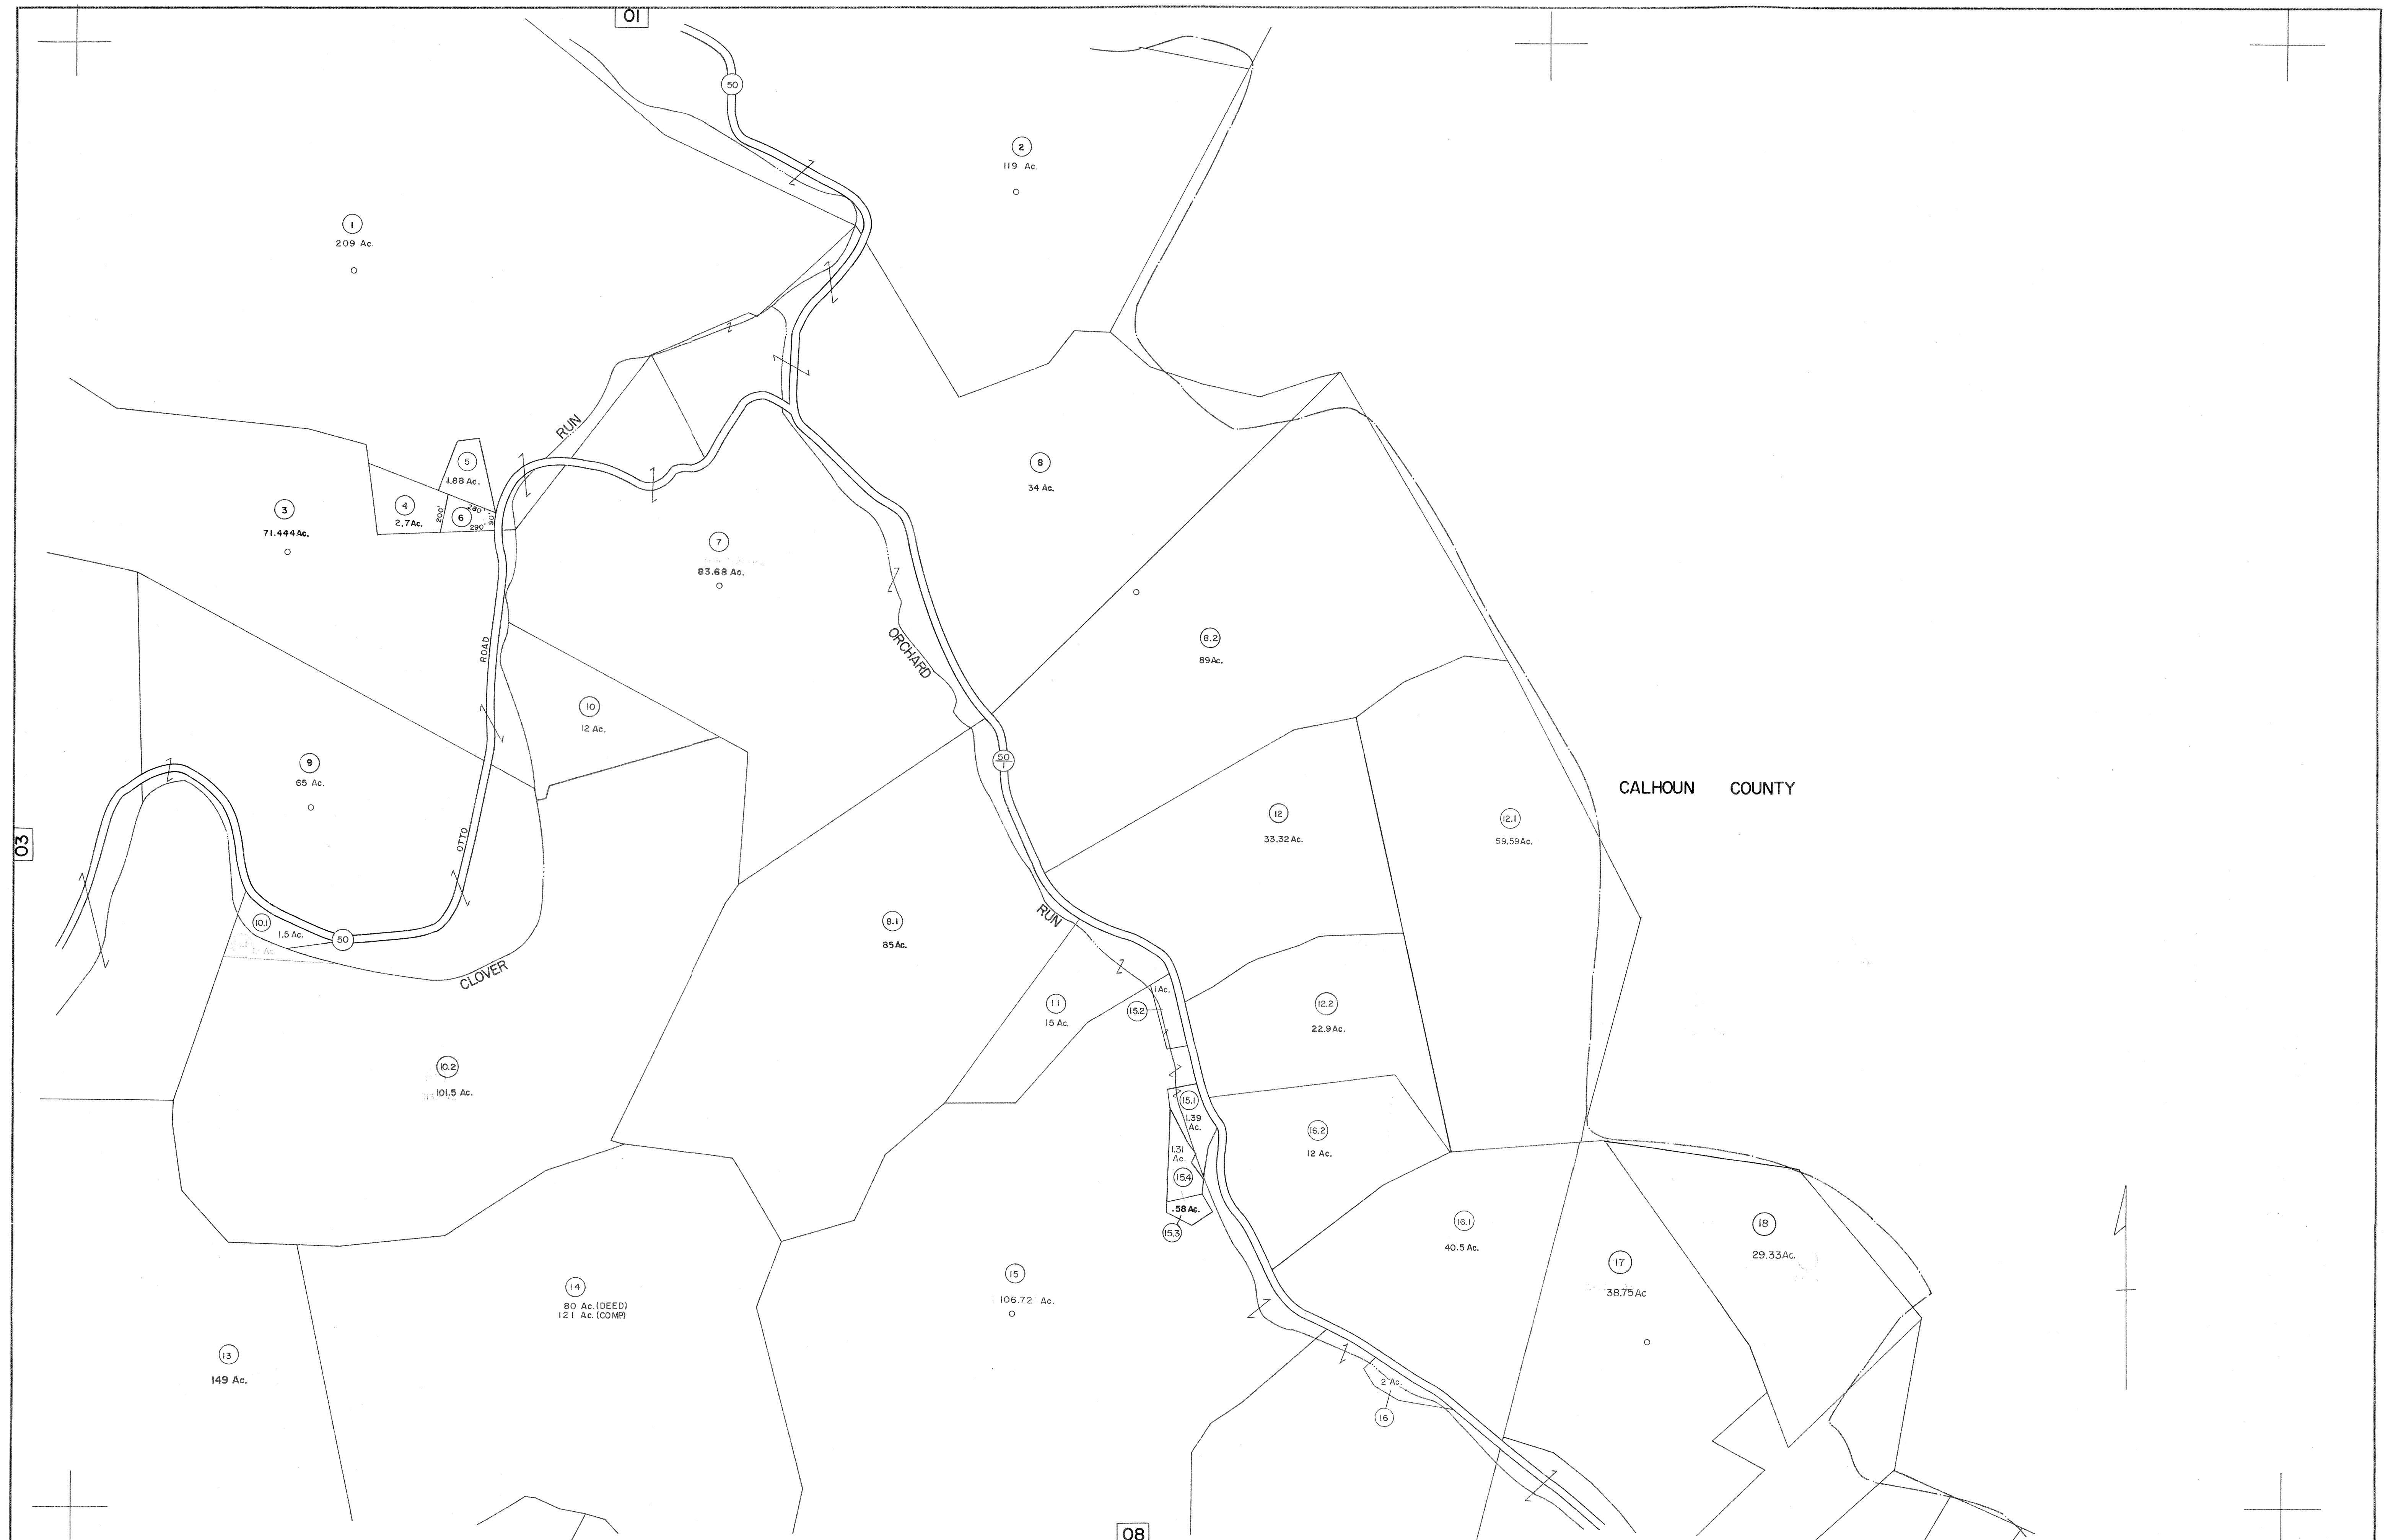 01
50
2
119 Ac.
1
209 Ac.
RUN
5
1.88 Ac.
8
34 Ac.
3
71.444 Ac.
4
2.7 Ac.
200'
6
280'
290'
90'
7
83.68 Ac.
ORCHARD
8.2
89 Ac.
ROAD
10
12 Ac.
9
65 Ac.
50
1
CALHOUN COUNTY
12
33.32 Ac.
12.1
59.59 Ac.
03
OTTO
10.1
1.5 Ac.
50
CLOVER
8.1
85 Ac.
RUN
11
15 Ac.
1 Ac.
15.2
12.2
22.9 Ac.
10.2
101.5 Ac.
15.1
1.39
Ac.
1.31
Ac.
15.4
.58 Ac.
15.3
16.2
12 Ac.
16.1
40.5 Ac.
17
38.75 Ac
18
29.33 Ac.
14
80 Ac. (DEED)
121 Ac. (COMP)
15
106.72 Ac.
13
149 Ac.
2 Ac.
16
08